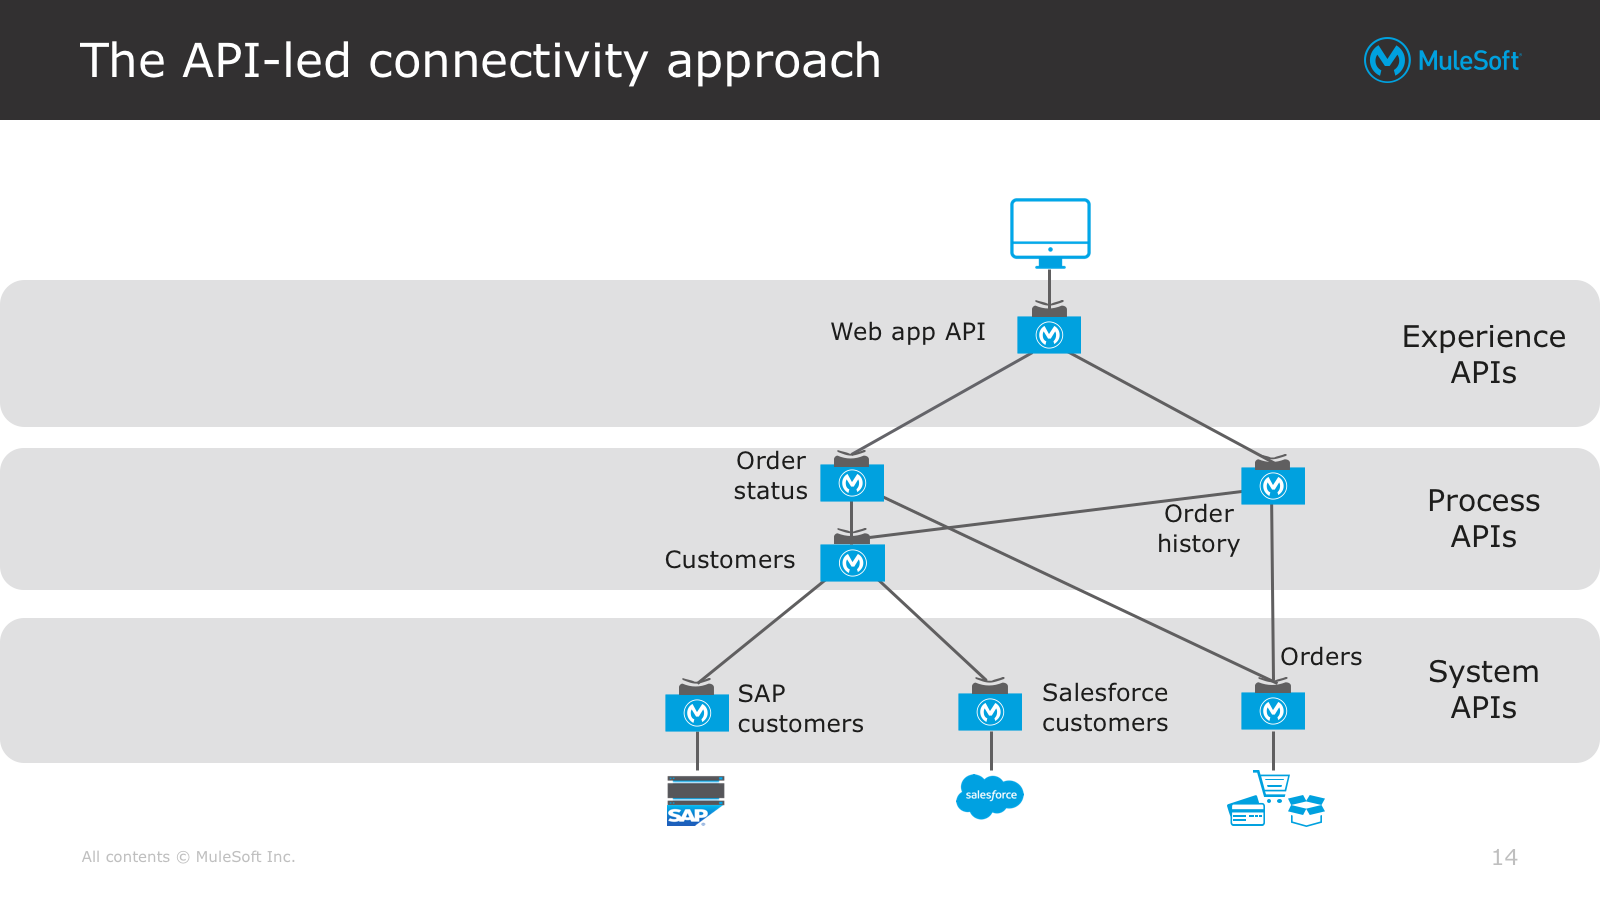 The API-led connectivity approach
MuleSoft
Web app API
Experience
APIs
Order
status
Order
history
Process
APIs
Customers
Orders
SAP
customers
Salesforce
customers
System
APIs
SAP
salesforce
All contents © MuleSoft Inc.
14